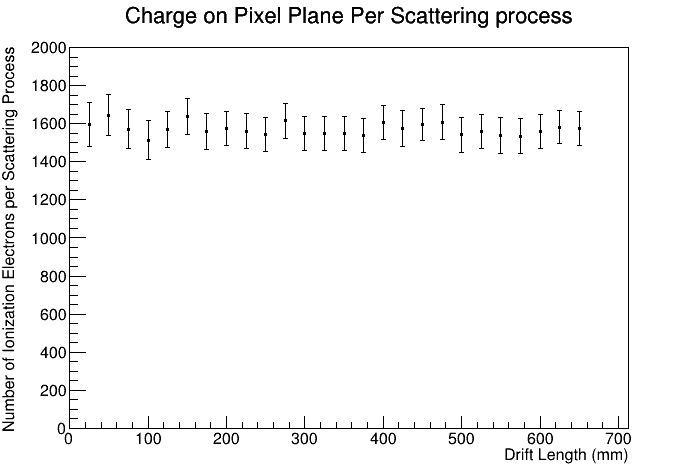 Charge on Pixel Plane Per Scattering process
Number of Ionization Electrons per Scattering Process
2000
1800
1600
1400
1200
1000
800
600
400
200
0
0 100 200 300 400 500 600 700
Drift Length (mm)